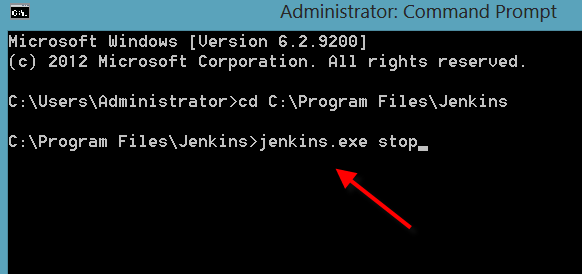 Administrator: Command Prompt
Microsoft Windows [Version 6.2.9200]
(c) 2012 Microsoft Corporation. All rights reserved.
C:\Users\Administrator>cd C:\Program Files\Jenkins
C:\Program Files\Jenkins>jenkins.exe stop_